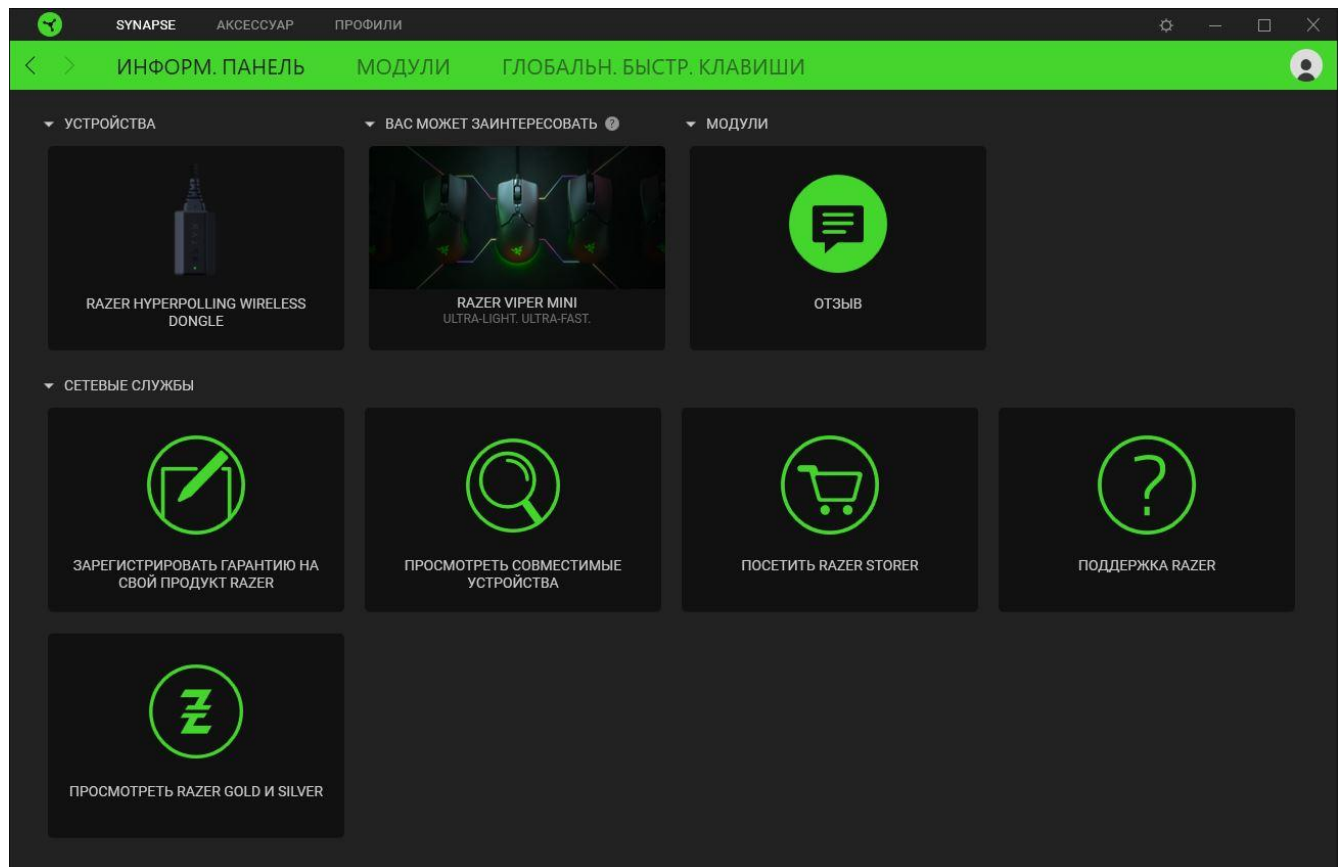 SYNAPSE АКСЕССУАР ПРОФИЛИ
ИНФОРМ. ПАНЕЛЬ МОДУЛИ ГЛОБАЛЬН. БЫСТР. КЛАВИШИ
УСТРОЙСТВА
ВАС МОЖЕТ ЗАИНТЕРЕСОВАТЬ ?
МОДУЛИ
RAZER HYPERPOLLING WIRELESS
DONGLE
RAZER VIPER MINI
ULTRA-LIGHT. ULTRA-FAST.
ОТЗЫВ
СЕТЕВЫЕ СЛУЖБЫ
ЗАРЕГИСТРИРОВАТЬ ГАРАНТИЮ НА
СВОЙ ПРОДУКТ RAZER
ПРОСМОТРЕТЬ СОВМЕСТИМЫЕ
УСТРОЙСТВА
ПОСЕТИТЬ RAZER STORER
ПОДДЕРЖКА RAZER
ПРОСМОТРЕТЬ RAZER GOLD И SILVER